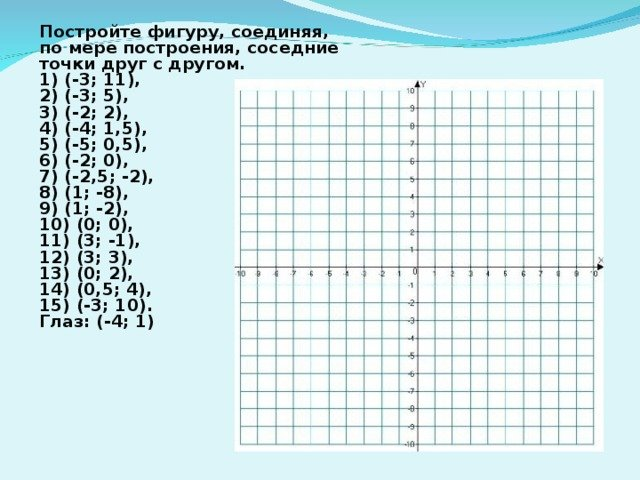 Постройте фигуру, соединяя,
по мере построения, соседние
точки друг с другом.
1) (-3; 11),
2) (-3; 5),
3) (-2; 2),
4) (-4; 1,5),
5) (-5; 0,5),
6) (-2; 0),
7) (-2,5; -2),
8) (1; -8),
9) (1; -2),
10) (0; 0),
11) (3; -1),
12) (3; 3),
13) (0; 2),
14) (0,5; 4),
15) (-3; 10).
Глаз: (-4; 1)
Y
10
9
8
7
6
5
4
3
2
1
X
-10 -9 -8 -7 -6 -5 -4 -3 -2 -1 0 1 2 3 4 5 6 7 8 9 10
-1
-2
-3
-4
-5
-6
-7
-8
-9
-10